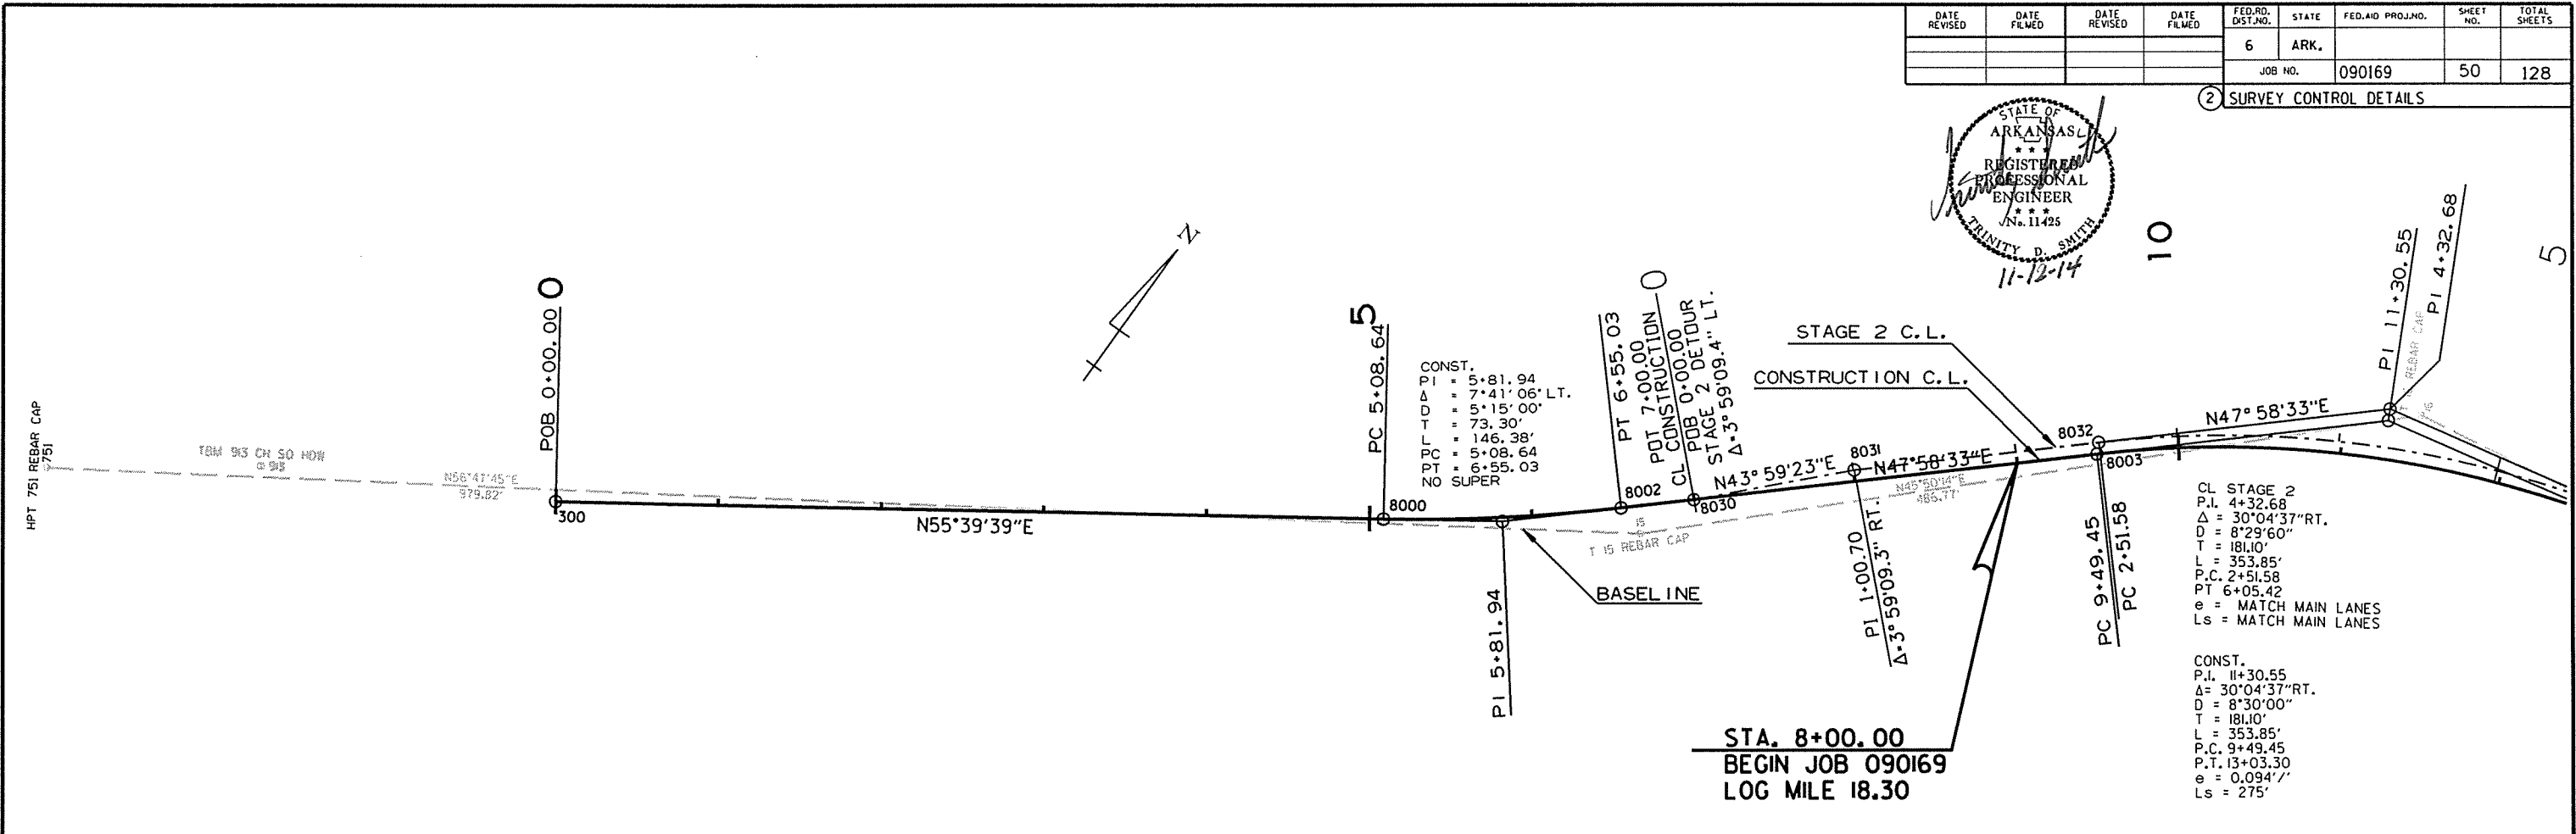 DATE REVISED
DATE FILMED
DATE REVISED
DATE FILMED
FED.RD. DIST.NO.
STATE
FED.AID PROJ.NO.
SHEET NO.
TOTAL SHEETS
6
ARK.
JOB NO.
090169
50
128
2
SURVEY CONTROL DETAILS
STATE OF
ARKANSAS
★ ★ ★
REGISTERED
PROFESSIONAL
ENGINEER
★ ★ ★
No. 11425
TRINITY D. SMITH
11-12-14
N
HPT 751 REBAR CAP
751
TBM 913 CH SQ HDW
913
979.82'
POB 0+00.00
0
300
N55°39'39"E
PC 5+08.64
5
8000
CONST.
PI = 5+81.94
Δ = 7°41'06" LT.
D = 5°15'00"
T = 73.30'
L = 146.38'
PC = 5+08.64
PT = 6+55.03
NO SUPER
PI 5+81.94
PT 6+55.03
8002
POT 7+00.00
CL CONSTRUCTION
POB 0+00.00
STAGE 2 DETOUR
Δ=3°59'09.4" LT.
0
8030
N43°59'23"E
15
T 15 REBAR CAP
BASELINE
8031
PI 1+00.70
Δ=3°59'09.3" RT.
N47°58'33"E
N45°50'14"E
486.77'
STAGE 2 C.L.
CONSTRUCTION C.L.
8032
8003
PC 9+49.45
PC 2+51.58
10
N47°58'33"E
PI 11+30.55
PI 4+32.68
REBAR CAP
5
STA. 8+00.00
BEGIN JOB 090169
LOG MILE 18.30
CL STAGE 2
P.I. 4+32.68
Δ = 30°04'37"RT.
D = 8°29'60"
T = 181.10'
L = 353.85'
P.C. 2+51.58
PT 6+05.42
e = MATCH MAIN LANES
Ls = MATCH MAIN LANES
CONST.
P.I. 11+30.55
Δ= 30°04'37"RT.
D = 8°30'00"
T = 181.10'
L = 353.85'
P.C. 9+49.45
P.T. 13+03.30
e = 0.094'/'
Ls = 275'